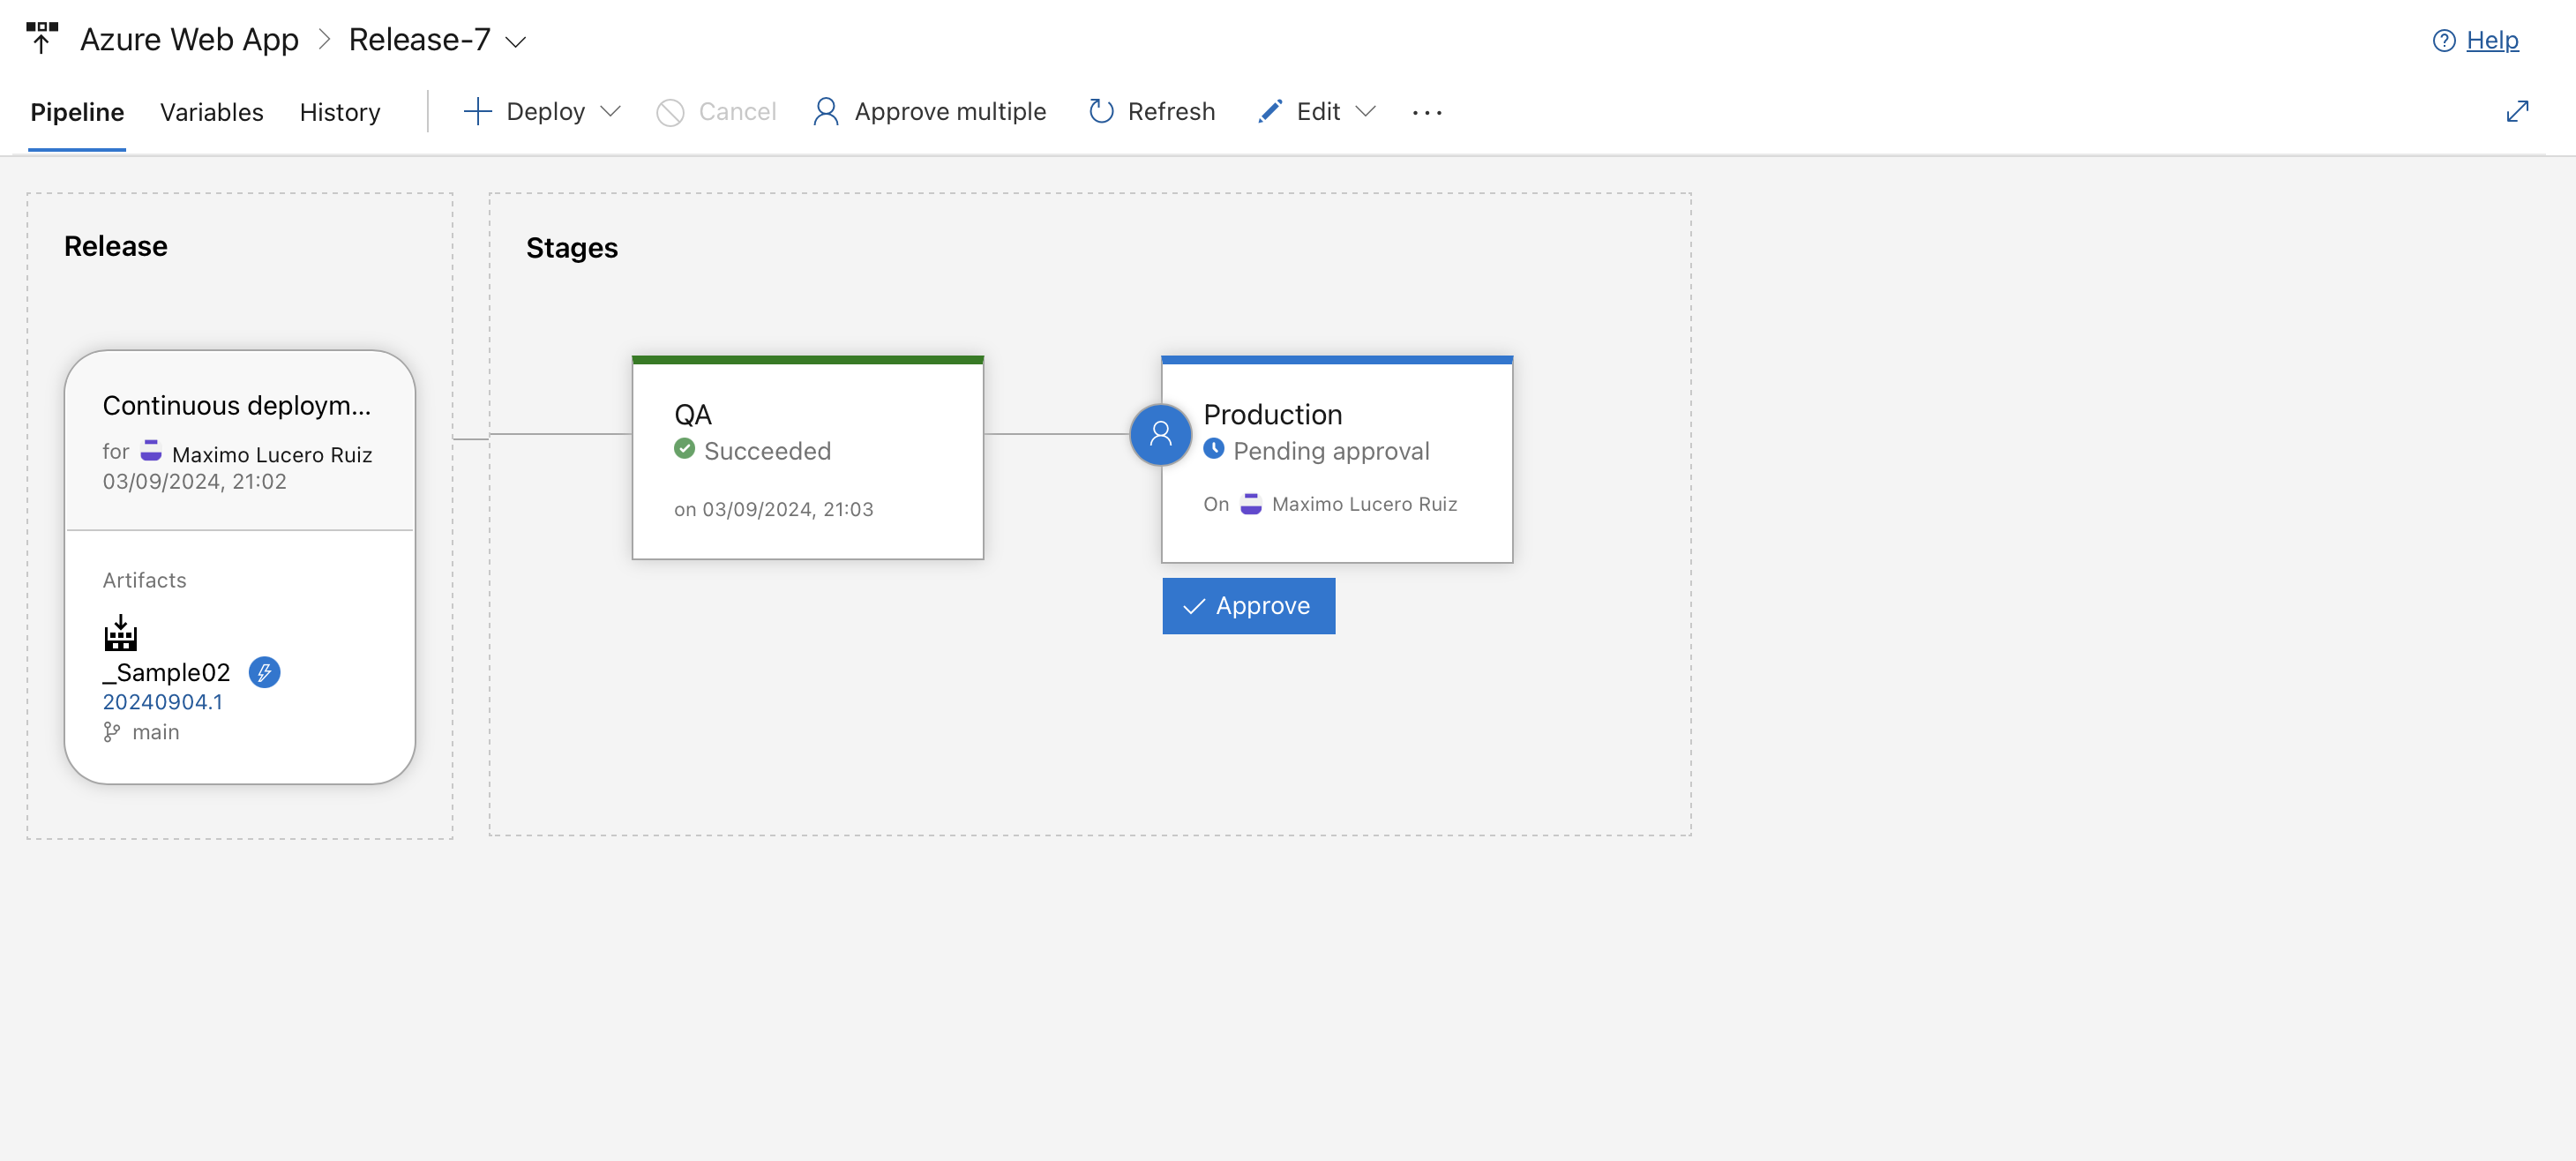 Azure Web App > Release-7
Help
Pipeline Variables History Deploy Cancel Approve multiple Refresh Edit ...
Release
Continuous deploym...
for Maximo Lucero Ruiz
03/09/2024, 21:02
Artifacts
_Sample02
20240904.1
main
Stages
QA
Succeeded
on 03/09/2024, 21:03
Production
Pending approval
On Maximo Lucero Ruiz
Approve